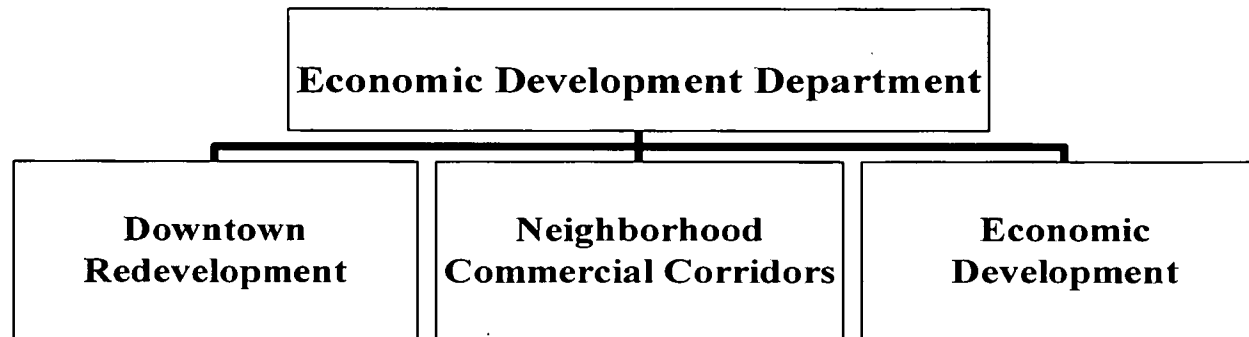 Economic Development Department
Downtown
Redevelopment
Neighborhood
Commercial Corridors
Economic
Development